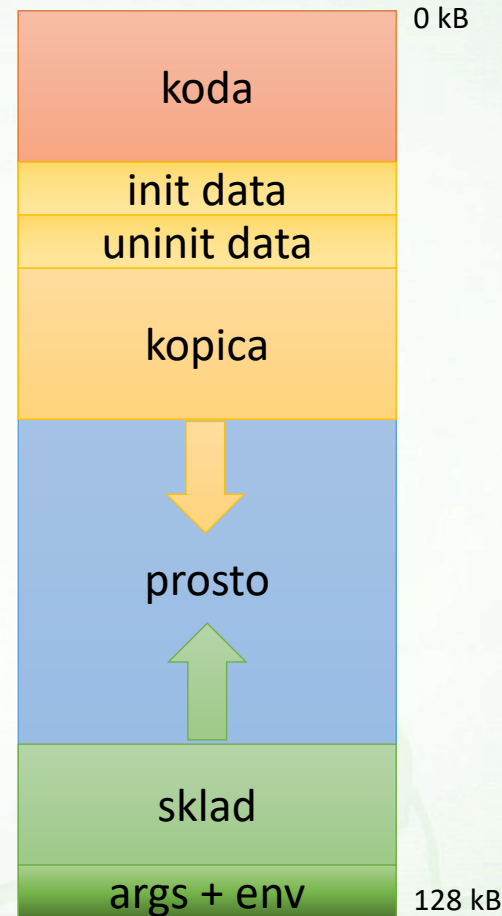 0 kB
koda
init data
uninit data
kopica
prosto
sklad
args + env
128 kB